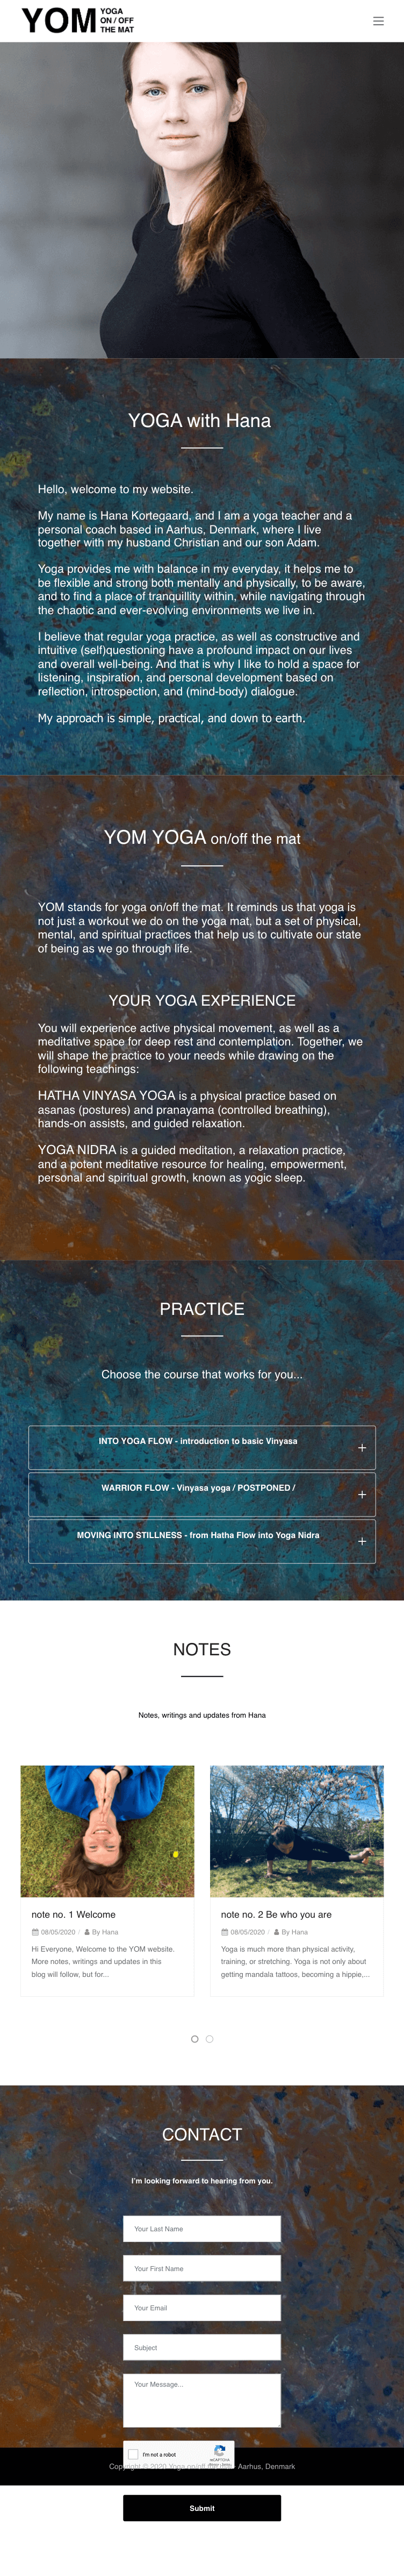 YOM YOGA
ON / OFF
THE MAT
YOGA with Hana
Hello, welcome to my website.
My name is Hana Kortegaard, and I am a yoga teacher and a
personal coach based in Aarhus, Denmark, where I live
together with my husband Christian and our son Adam.
Yoga provides me with balance in my everyday, it helps me to
be flexible and strong both mentally and physically, to be aware,
and to find a place of tranquillity within, while navigating through
the chaotic and ever-evolving environments we live in.
I believe that regular yoga practice, as well as constructive and
intuitive (self)questioning have a profound impact on our lives
and overall well-being. And that is why I like to hold a space for
listening, inspiration, and personal development based on
reflection, introspection, and (mind-body) dialogue.
My approach is simple, practical, and down to earth.
YOM YOGA on/off the mat
YOM stands for yoga on/off the mat. It reminds us that yoga is
not just a workout we do on the yoga mat, but a set of physical,
mental, and spiritual practices that help us to cultivate our state
of being as we go through life.
YOUR YOGA EXPERIENCE
You will experience active physical movement, as well as a
meditative space for deep rest and contemplation. Together, we
will shape the practice to your needs while drawing on the
following teachings:
HATHA VINYASA YOGA is a physical practice based on
asanas (postures) and pranayama (controlled breathing),
hands-on assists, and guided relaxation.
YOGA NIDRA is a guided meditation, a relaxation practice,
and a potent meditative resource for healing, empowerment,
personal and spiritual growth, known as yogic sleep.
PRACTICE
Choose the course that works for you...
INTO YOGA FLOW - introduction to basic Vinyasa
WARRIOR FLOW - Vinyasa yoga / POSTPONED /
MOVING INTO STILLNESS - from Hatha Flow into Yoga Nidra
NOTES
Notes, writings and updates from Hana
note no. 1 Welcome
08/05/2020 / By Hana
Hi Everyone, Welcome to the YOM website.
More notes, writings and updates in this
blog will follow, but for...
note no. 2 Be who you are
08/05/2020 / By Hana
Yoga is much more than physical activity,
training, or stretching. Yoga is not only about
getting mandala tattoos, becoming a hippie,...
CONTACT
I'm looking forward to hearing from you.
Your Last Name
Your First Name
Your Email
Subject
Your Message...
I'm not a robot
reCAPTCHA
Copyright © 2020 Yoga on/off Aarhus, Denmark
Submit